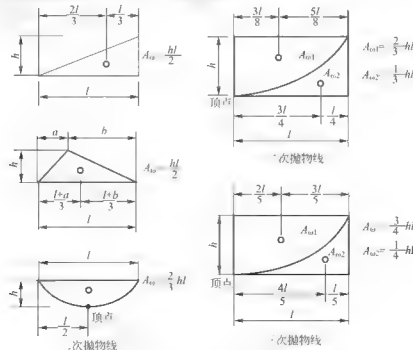 2l/3 l/3
h
l
Aω hl/2
a b
h
Aω hl/2
l+a/3 l+b/3
l
l
h
Aω 2/3 hl
顶点
l/2
次抛物线
3l/8 5l/8
h
Aω1
Aω2
Aω1= 2/3 hl
Aω2 1/3 hl
顶点
3l/4 l/4
l
次抛物线
2l/5 3l/5
h
Aω1
Aω2
Aω 3/4 hl
Aω2= 1/4 hl
顶点
4l/5 l/5
l
次抛物线